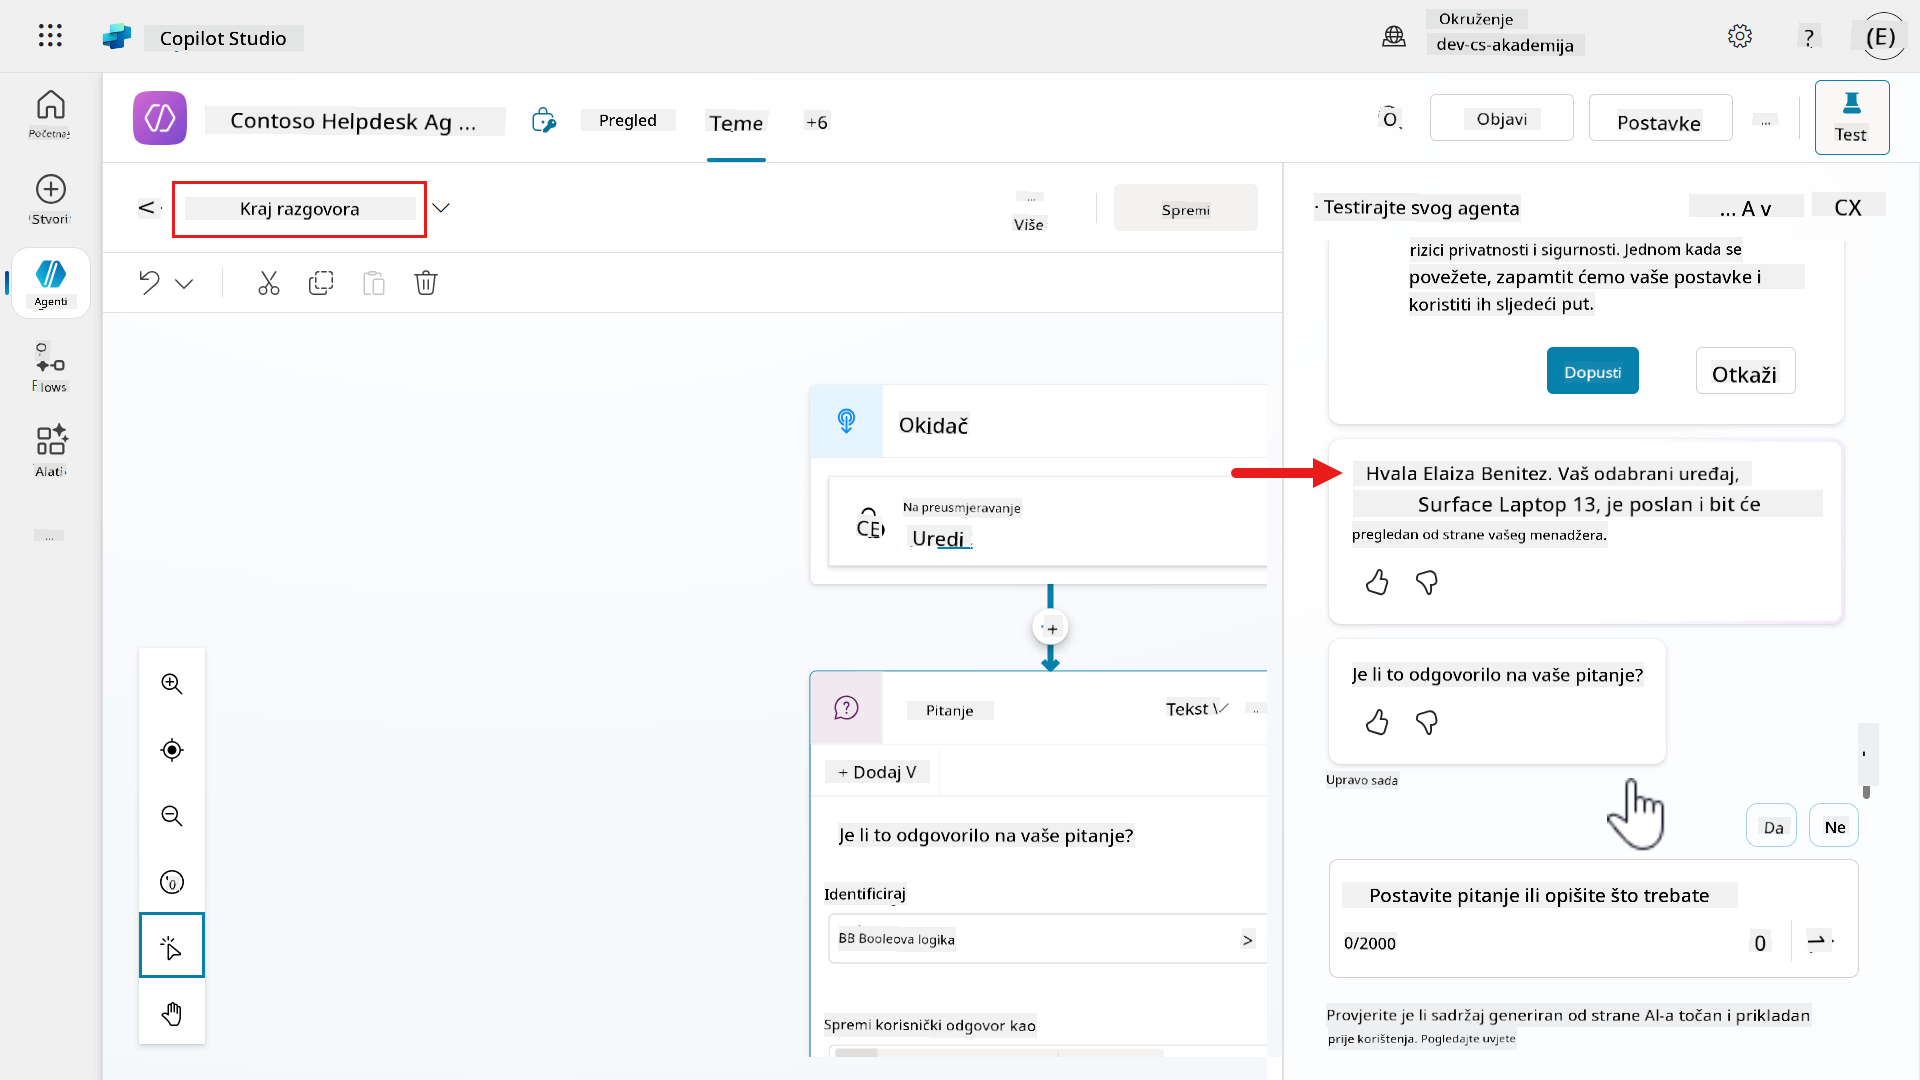 Copilot Studio
Okruženje
dev-cs-akademija
?
(E)
Početnaj
Stvori
Agenti
Flows
Alati
...
Contoso Helpdesk Ag ...
Pregled
Teme
+6
Objavi
Postavke
...
Test
<
Kraj razgovora
...
Više
Spremi
Okidač
Na preusmjeravanje
Uredi
+
Pitanje
Tekst
+ Dodaj V
Je li to odgovorilo na vaše pitanje?
Identificiraj
BB Booleova logika
>
Spremi korisnički odgovor kao
Testirajte svog agenta
... A v
CX
rizici privatnosti i sigurnosti. Jednom kada se
povežete, zapamtit ćemo vaše postavke i
koristiti ih sljedeći put.
Dopusti
Otkaži
Hvala Elaiza Benitez. Vaš odabrani uređaj,
Surface Laptop 13, je poslan i bit će
pregledan od strane vašeg menadžera.
Je li to odgovorilo na vaše pitanje?
Upravo sada
Da
Ne
Postavite pitanje ili opišite što trebate
0/2000
0
Provjerite je li sadržaj generiran od strane AI-a točan i prikladan
prije korištenja. Pogledajte uvjete